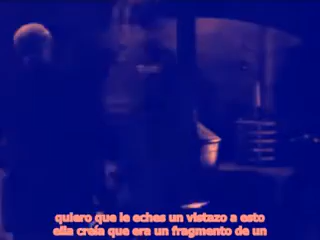 quiero que le eches un vistazo a esto
ella creía que era un fragmento de un